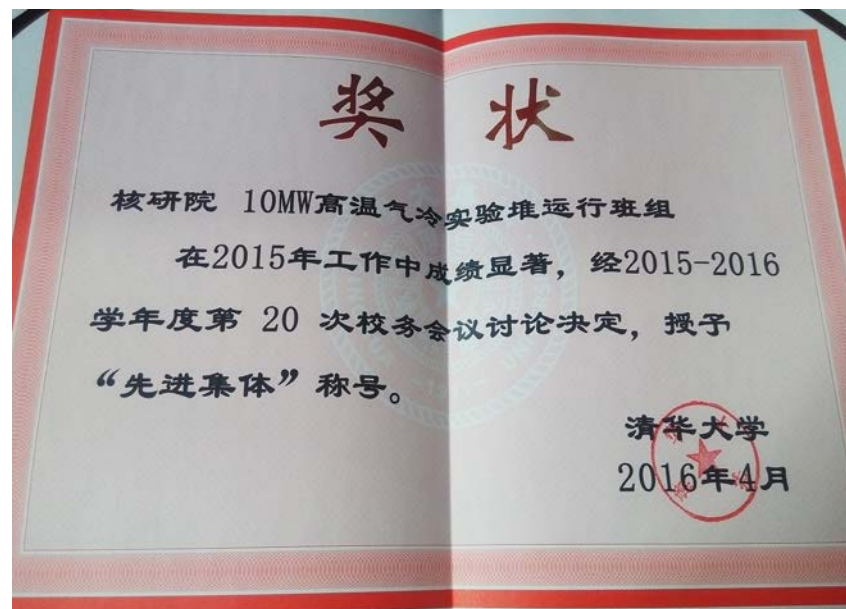 奖 状
核研院 10MW高温气冷实验堆运行班组
在2015年工作中成绩显著，经2015-2016
学年度第 20 次校务会议讨论决定，授予
“先进集体”称号。
清华大学
2016年4月